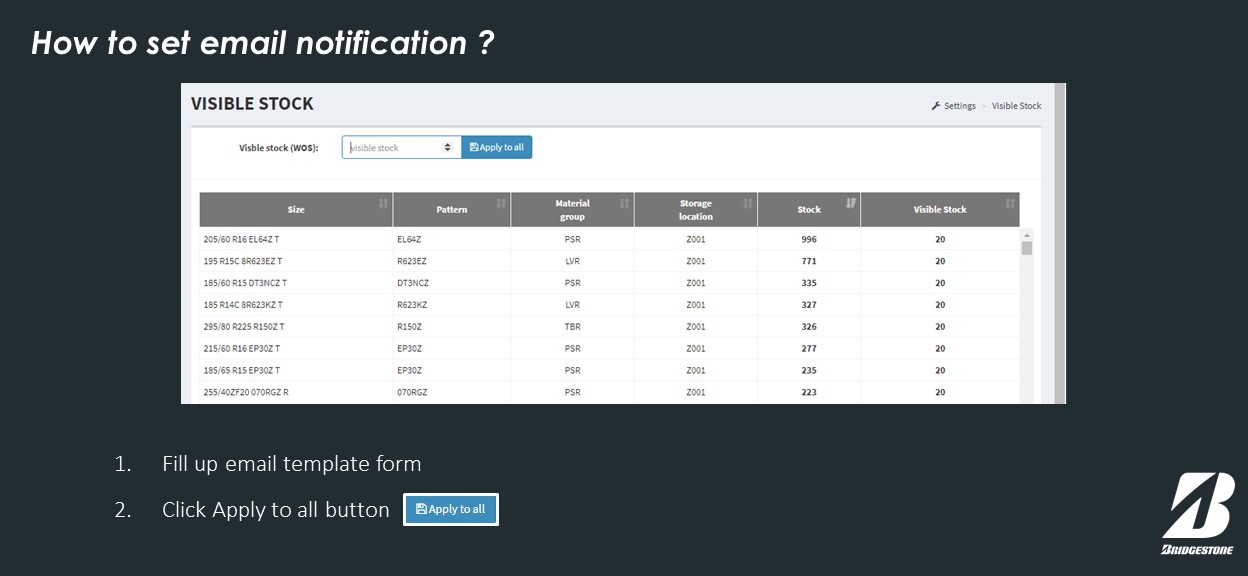 How to set email notification ?
VISIBLE STOCK
Settings > Visible Stock
Visble stock (WOS): visible stock Apply to all
Size Pattern Material group Storage location Stock Visible Stock
205/60 R16 EL64Z T EL64Z PSR Z001 996 20
195 R15C 8R623EZ T R623EZ LVR Z001 771 20
185/60 R15 DT3NCZ T DT3NCZ PSR Z001 335 20
185 R14C 8R623KZ T R623KZ LVR Z001 327 20
295/80 R225 R150Z T R150Z TBR Z001 326 20
215/60 R16 EP30Z T EP30Z PSR Z001 277 20
185/65 R15 EP30Z T EP30Z PSR Z001 235 20
255/40ZF20 070RGZ R 070RGZ PSR Z001 223 20
1. Fill up email template form
2. Click Apply to all button Apply to all
BRIDGESTONE